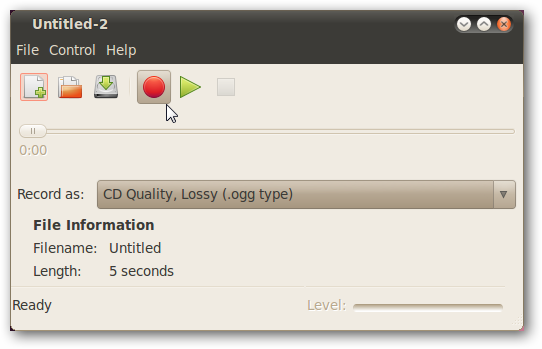 Untitled-2
File Control Help
0:00
Record as: CD Quality, Lossy (.ogg type)
File Information
Filename: Untitled
Length: 5 seconds
Ready Level: